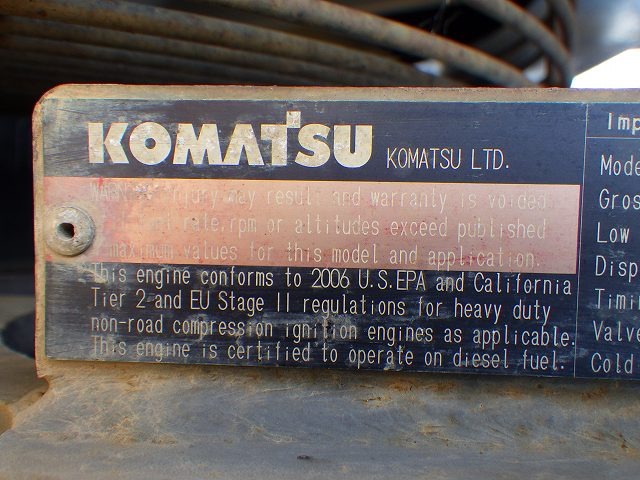 KOMATSU KOMATSU LTD.
injury may result and warranty is voided
rate, rpm or altitudes exceed published
maximum values for this model and application.
This engine conforms to 2006 U.S.EPA and California
Tier 2 and EU Stage II regulations for heavy duty
non-road compression ignition engines as applicable.
This engine is certified to operate on diesel fuel.
Imp
Mode
Gros
Low
Disp
Timin
Valve
Cold